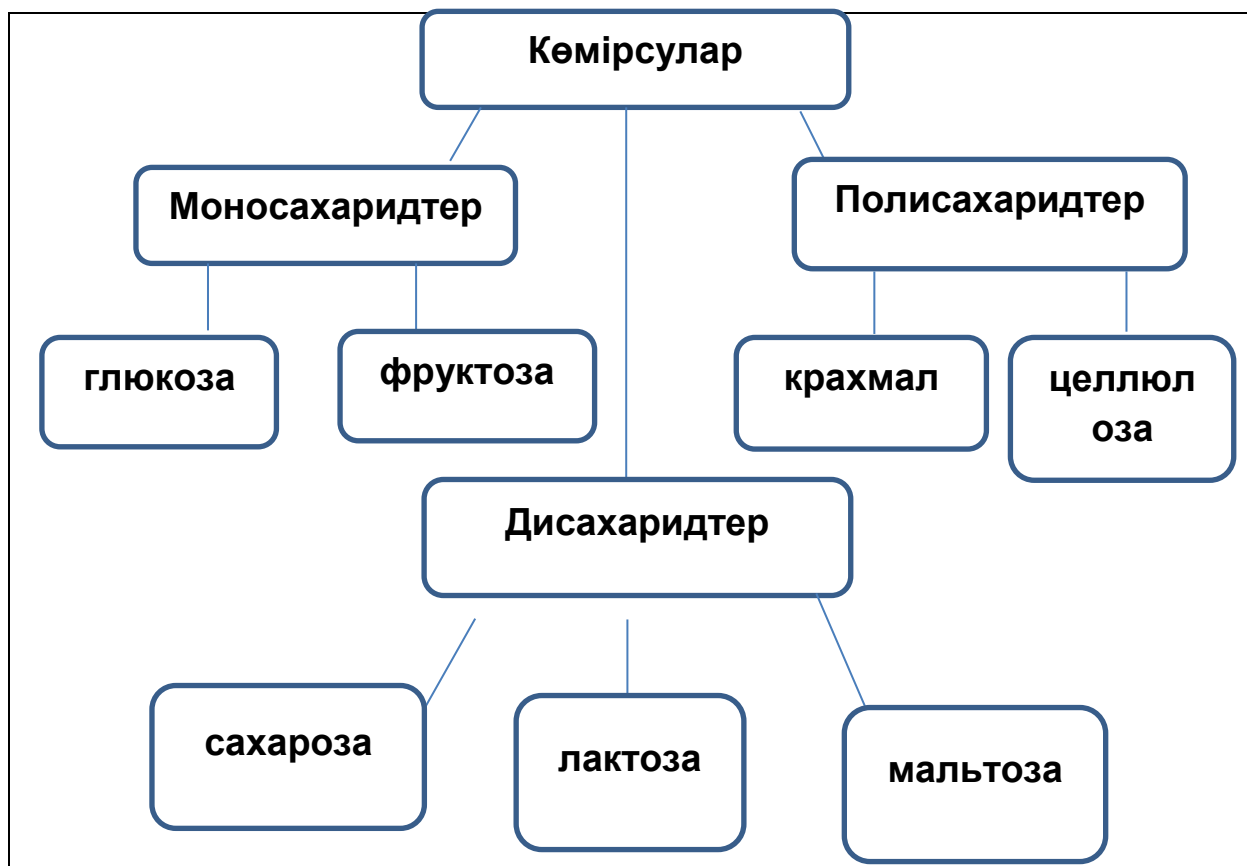 Көмірсулар
Моносахаридтер
Полисахаридтер
глюкоза
фруктоза
крахмал
целлюл
оза
Дисахаридтер
сахароза
лактоза
мальтоза